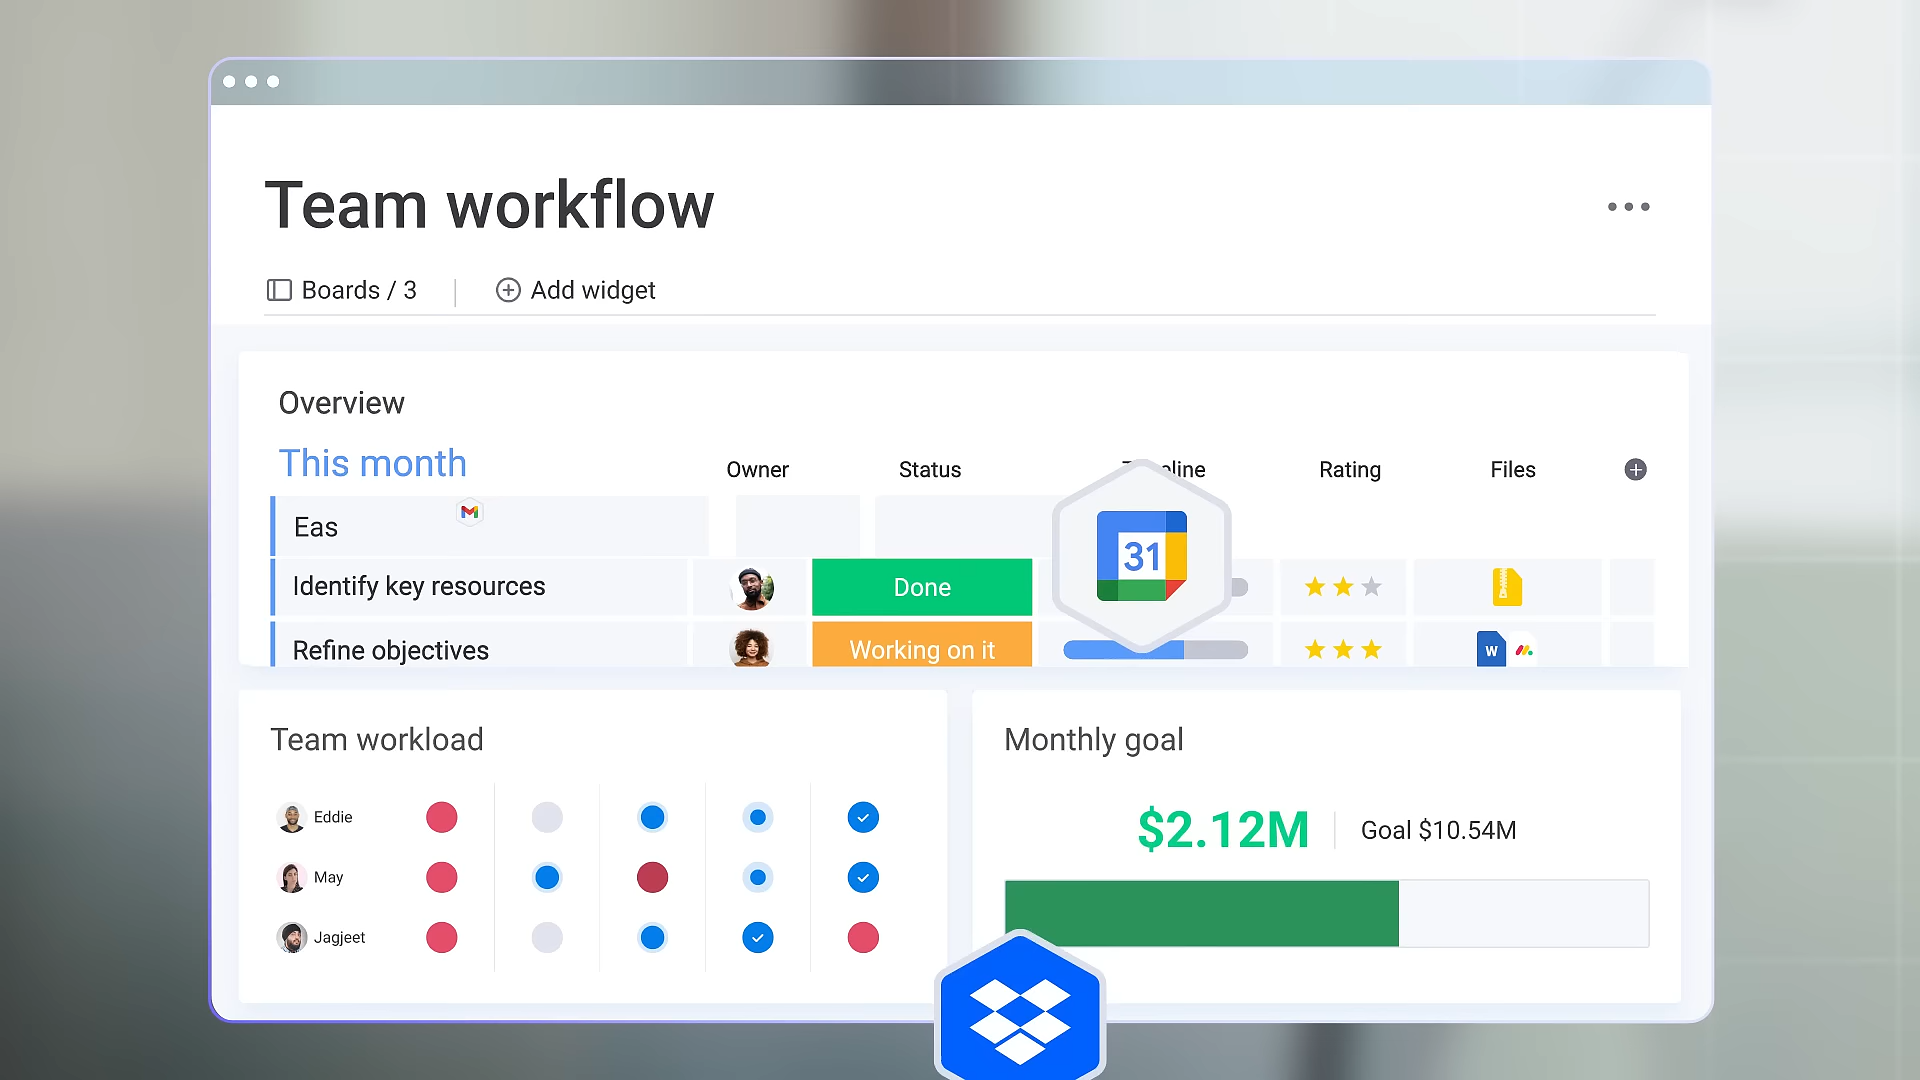 Team workflow
Boards / 3
Add widget
Overview
This month
Owner
Status
Rating
Files
Eas
31
Identify key resources
Done
Refine objectives
Working on it
W
Team workload
Monthly goal
Eddie
$2.12M
Goal $10.54M
May
Jagjeet